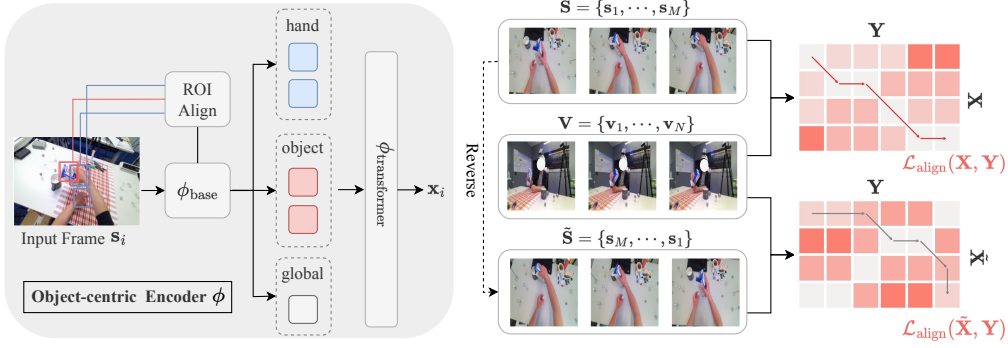 hand
ROI
Align
object
ϕ_base
ϕ_transformer
x_i
Input Frame s_i
global
Object-centric Encoder ϕ
S = {s_1, ⋯, s_M}
V = {v_1, ⋯, v_N}
Reverse
S̃ = {s_M, ⋯, s_1}
Y
X
ℒ_align(X, Y)
Y
X̃
ℒ_align(X̃, Y)